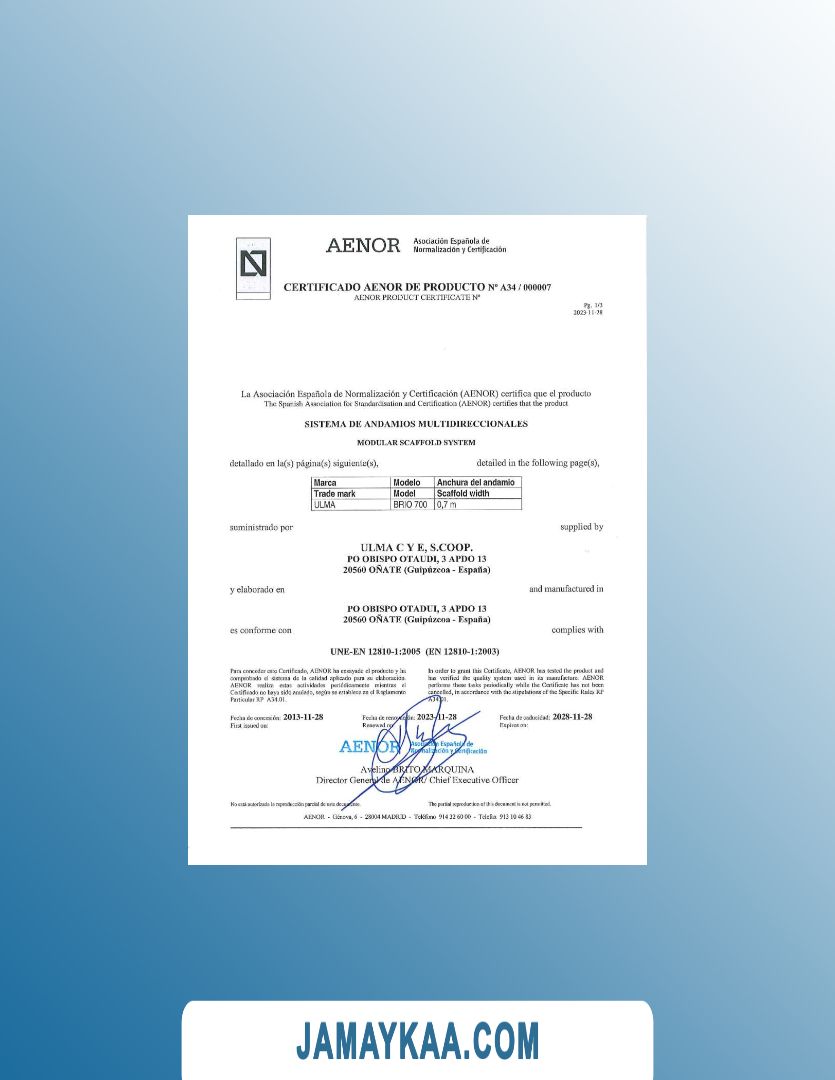 AENOR
Asociación Española de
Normalización y Certificación
CERTIFICADO AENOR DE PRODUCTO Nº A34 / 000007
AENOR PRODUCT CERTIFICATE Nº
Pg. 1/3
2023-11-28
La Asociación Española de Normalización y Certificación (AENOR) certifica que el producto
The Spanish Association for Standardisation and Certification (AENOR) certifies that the product
SISTEMA DE ANDAMIOS MULTIDIRECCIONALES
MODULAR SCAFFOLD SYSTEM
detallado en la(s) página(s) siguiente(s), detailed in the following page(s),
Marca Modelo Anchura del andamio
Trade mark Model Scaffold width
ULMA BRIO 700 0,7 m
suministrado por supplied by
ULMA C Y E, S.COOP.
PO OBISPO OTAUDI, 3 APDO 13
20560 OÑATE (Guipúzcoa - España)
y elaborado en and manufactured in
PO OBISPO OTADUI, 3 APDO 13
20560 OÑATE (Guipúzcoa - España)
es conforme con complies with
UNE-EN 12810-1:2005 (EN 12810-1:2003)
Para conceder este Certificado, AENOR ha ensayado el producto y ha
comprobado el sistema de la calidad aplicado para su elaboración.
AENOR realiza estas actividades periódicamente mientras el
Certificado no haya sido anulado, según se establece en el Reglamento
Particular RP A34.01.
In order to grant this Certificate, AENOR has tested the product and
has verified the quality system used in its manufacture. AENOR
performs these tasks periodically while the Certificate has not been
cancelled, in accordance with the stipulations of the Specific Rules RP
A34.01.
Fecha de concesión: 2013-11-28 Fecha de renovación: 2023-11-28 Fecha de caducidad: 2028-11-28
First issued on: Renewed on: Expires on:
AENOR
Asociación Española de
Normalización y Certificación
Avelino BRITO MARQUINA
Director General de AENOR/ Chief Executive Officer
No está autorizada la reproducción parcial de este documento. The partial reproduction of this document is not permitted.
AENOR - Génova, 6 - 28004 MADRID - Teléfono 914 32 60 00 - Telefax 913 10 46 83
JAMAYKAA.COM